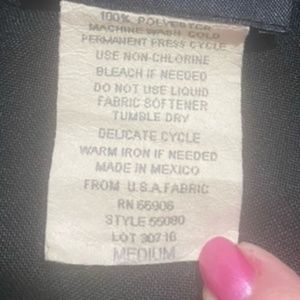 100% POLYESTER
MACHINE WASH COLD
PERMANENT PRESS CYCLE
USE NON-CHLORINE
BLEACH IF NEEDED
DO NOT USE LIQUID
FABRIC SOFTENER
TUMBLE DRY
DELICATE CYCLE
WARM IRON IF NEEDED
MADE IN MEXICO
FROM U.S.A.FABRIC
RN 65906
STYLE 55080
LOT 30716
MEDIUM